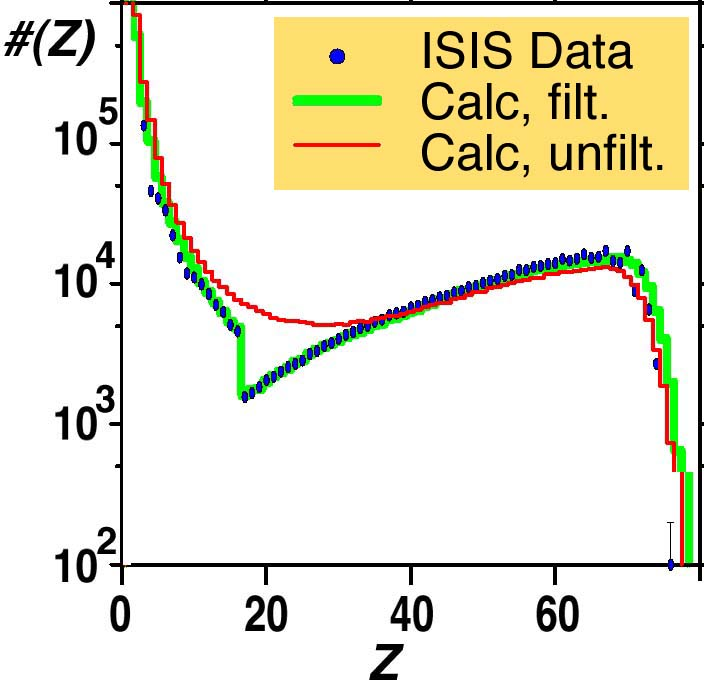 #(Z)
ISIS Data
Calc, filt.
Calc, unfilt.
10^5
10^4
10^3
10^2
0 20 40 60
Z